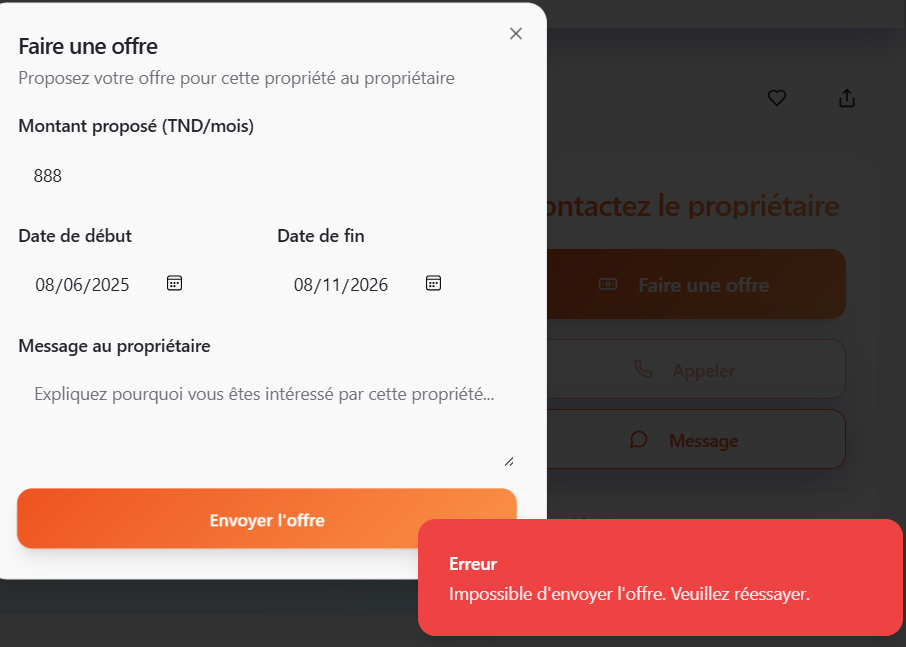 Faire une offre
Proposez votre offre pour cette propriété au propriétaire
Montant proposé (TND/mois)
888
Date de début
Date de fin
08/06/2025
08/11/2026
Message au propriétaire
Expliquez pourquoi vous êtes intéressé par cette propriété...
Envoyer l'offre
ontactez le propriétaire
Faire une offre
Appeler
Message
Erreur
Impossible d'envoyer l'offre. Veuillez réessayer.